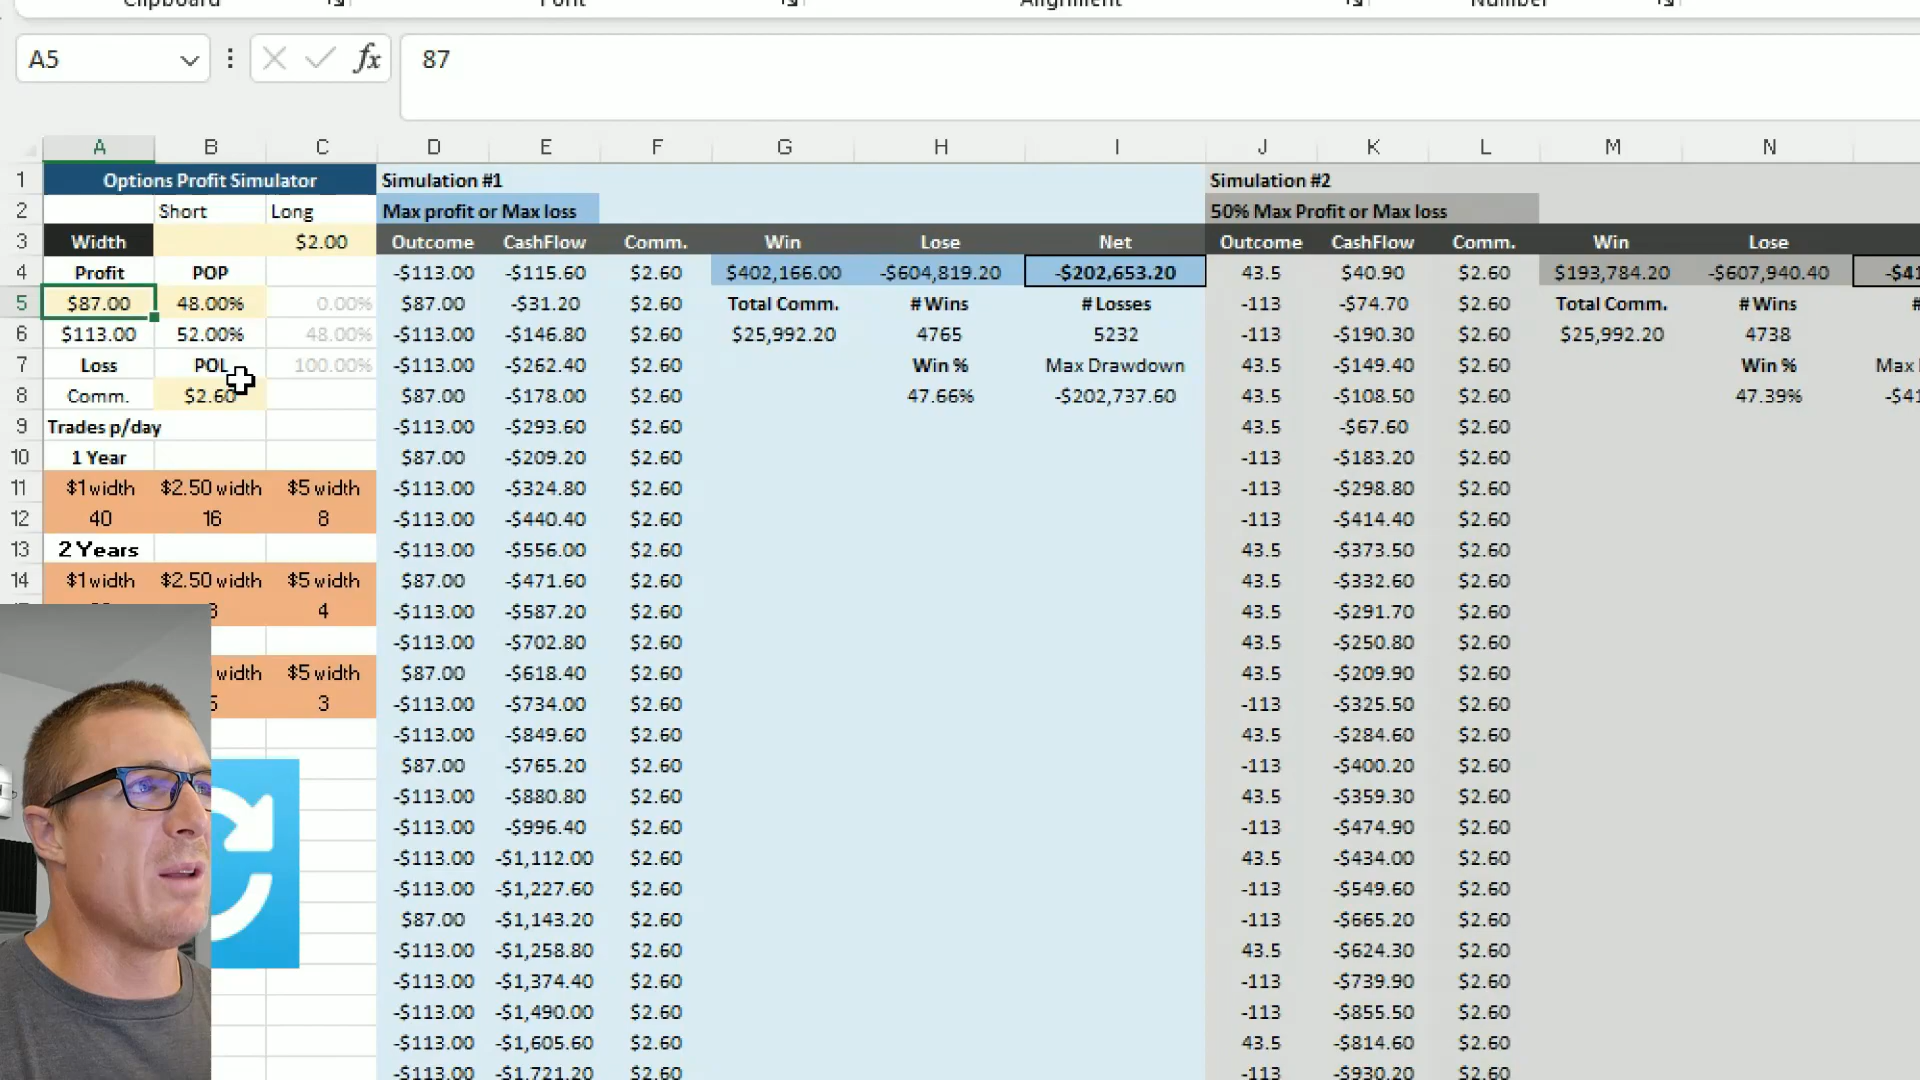 Clipboard Font Alignment Number
A5 fx 87
A B C D E F G H I J K L M N
1 Options Profit Simulator Simulation #1 Simulation #2
2 Short Long Max profit or Max loss 50% Max Profit or Max loss
3 Width $2.00 Outcome CashFlow Comm. Win Lose Net Outcome CashFlow Comm. Win Lose
4 Profit POP -$113.00 -$115.60 $2.60 $402,166.00 -$604,819.20 -$202,653.20 43.5 $40.90 $2.60 $193,784.20 -$607,940.40
5 $87.00 48.00% 0.00% $87.00 -$31.20 $2.60 Total Comm. # Wins # Losses -113 -$74.70 $2.60 Total Comm. # Wins
6 $113.00 52.00% 48.00% -$113.00 -$146.80 $2.60 $25,992.20 4765 5232 -113 -$190.30 $2.60 $25,992.20 4738
7 Loss POL 100.00% -$113.00 -$262.40 $2.60 Win % Max Drawdown 43.5 -$149.40 $2.60 Win % Max
8 Comm. $2.60 $87.00 -$178.00 $2.60 47.66% -$202,737.60 43.5 -$108.50 $2.60 47.39%
9 Trades p/day -$113.00 -$293.60 $2.60 43.5 -$67.60 $2.60
10 1 Year $87.00 -$209.20 $2.60 -113 -$183.20 $2.60
11 $1 width $2.50 width $5 width -$113.00 -$324.80 $2.60 -113 -$298.80 $2.60
12 40 16 8 -$113.00 -$440.40 $2.60 -113 -$414.40 $2.60
13 2 Years -$113.00 -$556.00 $2.60 43.5 -$373.50 $2.60
14 $1 width $2.50 width $5 width $87.00 -$471.60 $2.60 43.5 -$332.60 $2.60
4 -$113.00 -$587.20 $2.60 43.5 -$291.70 $2.60
-$113.00 -$702.80 $2.60 43.5 -$250.80 $2.60
width $5 width $87.00 -$618.40 $2.60 43.5 -$209.90 $2.60
3 -$113.00 -$734.00 $2.60 -113 -$325.50 $2.60
-$113.00 -$849.60 $2.60 43.5 -$284.60 $2.60
$87.00 -$765.20 $2.60 -113 -$400.20 $2.60
-$113.00 -$880.80 $2.60 43.5 -$359.30 $2.60
-$113.00 -$996.40 $2.60 -113 -$474.90 $2.60
-$113.00 -$1,112.00 $2.60 43.5 -$434.00 $2.60
-$113.00 -$1,227.60 $2.60 -113 -$549.60 $2.60
$87.00 -$1,143.20 $2.60 -113 -$665.20 $2.60
-$113.00 -$1,258.80 $2.60 43.5 -$624.30 $2.60
-$113.00 -$1,374.40 $2.60 -113 -$739.90 $2.60
-$113.00 -$1,490.00 $2.60 -113 -$855.50 $2.60
-$113.00 -$1,605.60 $2.60 43.5 -$814.60 $2.60
-$113.00 -$1,721.20 $2.60 -113 -$930.20 $2.60